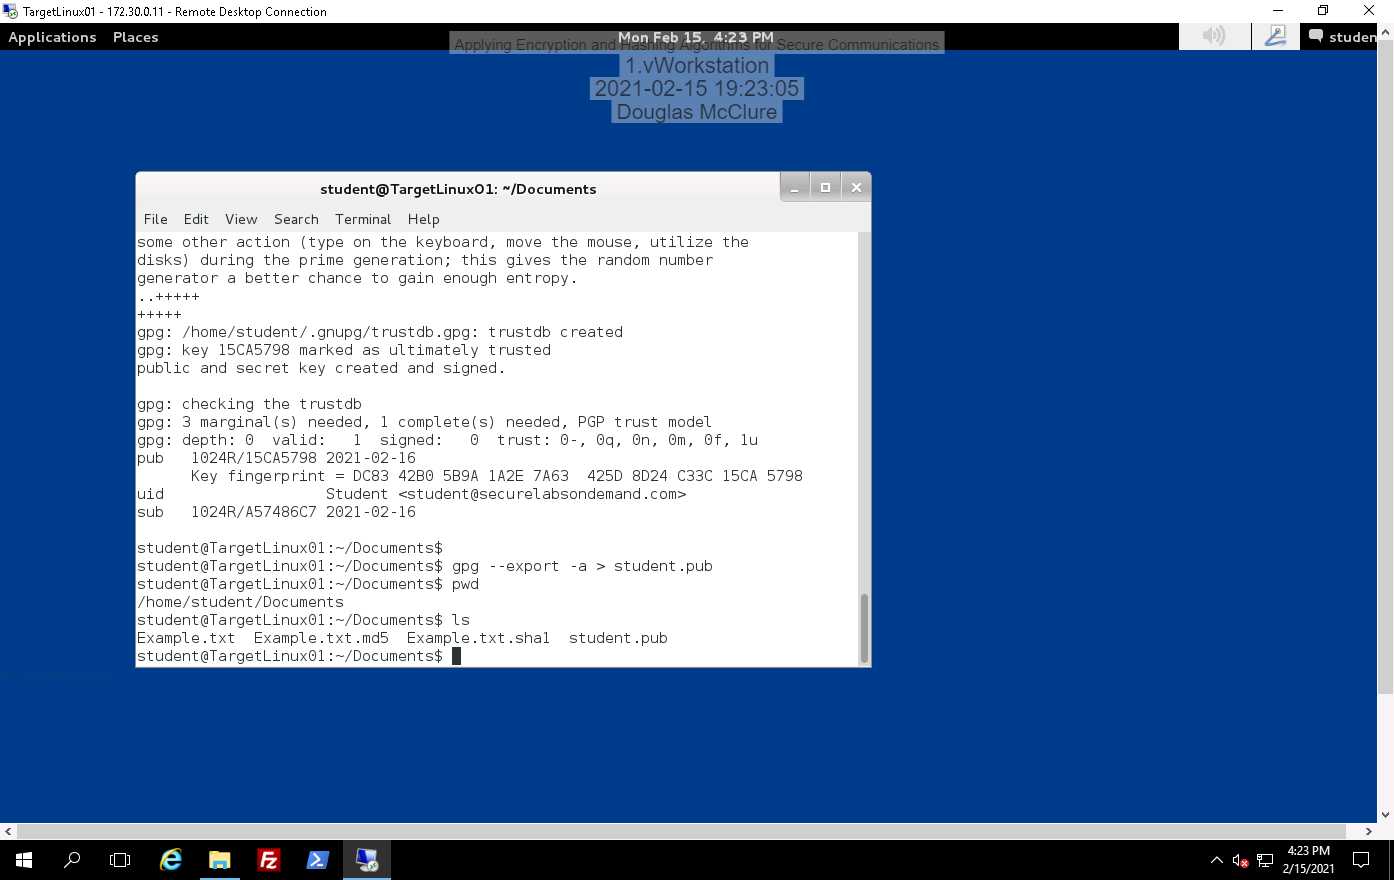 TargetLinux01 - 172.30.0.11 - Remote Desktop Connection
Applications Places Mon Feb 15, 4:23 PM studen
Applying Encryption and Hashing Algorithms for Secure Communications
1.vWorkstation
2021-02-15 19:23:05
Douglas McClure
student@TargetLinux01: ~/Documents
File Edit View Search Terminal Help
some other action (type on the keyboard, move the mouse, utilize the
disks) during the prime generation; this gives the random number
generator a better chance to gain enough entropy.
..+++++
+++++
gpg: /home/student/.gnupg/trustdb.gpg: trustdb created
gpg: key 15CA5798 marked as ultimately trusted
public and secret key created and signed.
gpg: checking the trustdb
gpg: 3 marginal(s) needed, 1 complete(s) needed, PGP trust model
gpg: depth: 0  valid:   1  signed:   0  trust: 0-, 0q, 0n, 0m, 0f, 1u
pub   1024R/15CA5798 2021-02-16
      Key fingerprint = DC83 42B0 5B9A 1A2E 7A63  425D 8D24 C33C 15CA 5798
uid                  Student <student@securelabsondemand.com>
sub   1024R/A57486C7 2021-02-16
student@TargetLinux01:~/Documents$
student@TargetLinux01:~/Documents$ gpg --export -a > student.pub
student@TargetLinux01:~/Documents$ pwd
/home/student/Documents
student@TargetLinux01:~/Documents$ ls
Example.txt  Example.txt.md5  Example.txt.sha1  student.pub
student@TargetLinux01:~/Documents$
4:23 PM
2/15/2021